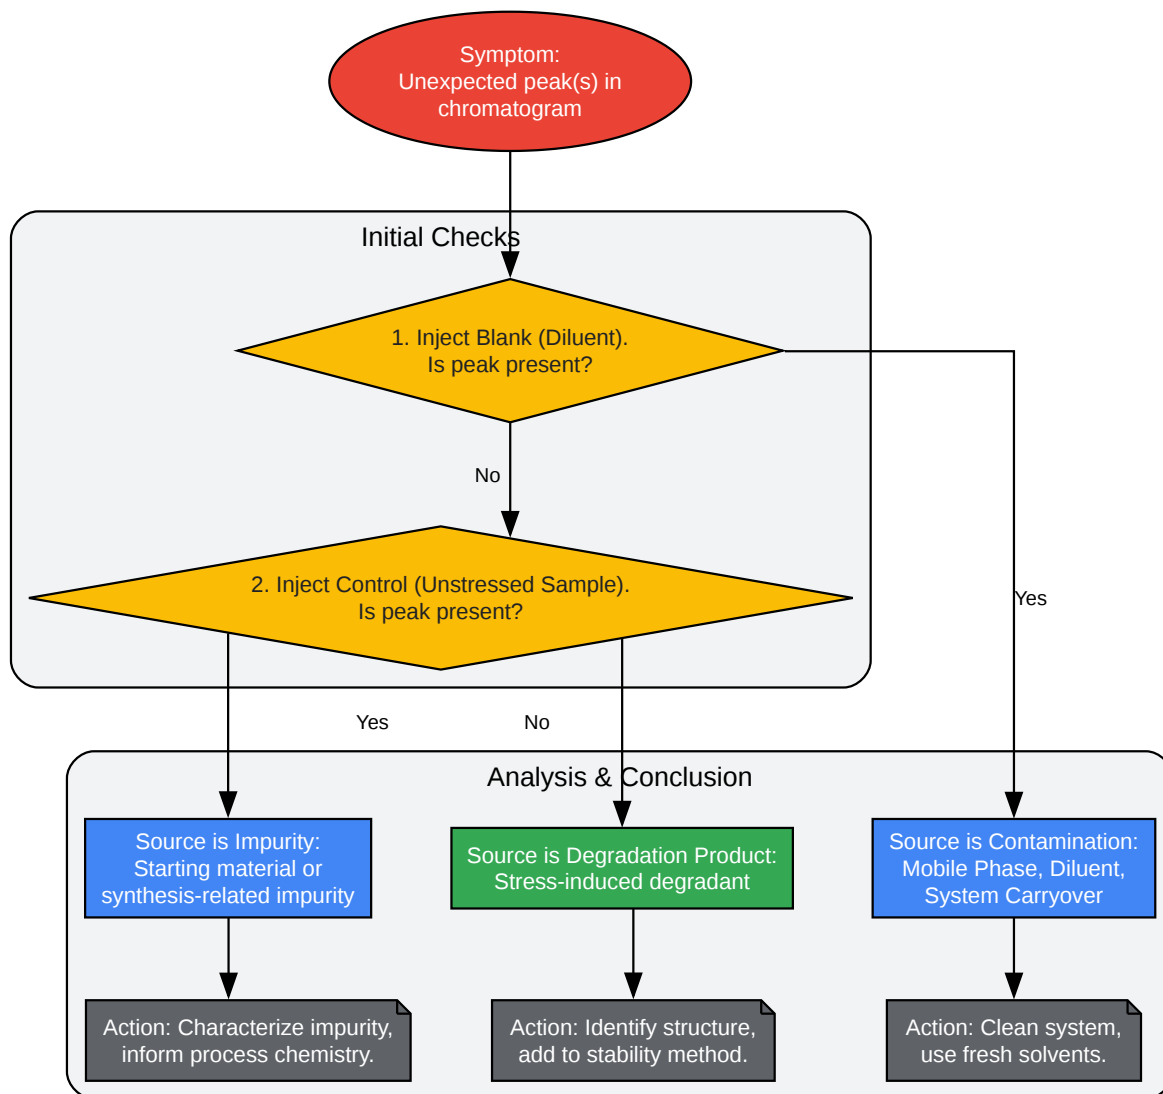 Symptom:
Unexpected peak(s) in
chromatogram
Initial Checks
1. Inject Blank (Diluent).
Is peak present?
No
2. Inject Control (Unstressed Sample).
Is peak present?
Yes
Yes
No
Analysis & Conclusion
Source is Impurity:
Starting material or
synthesis-related impurity
Source is Degradation Product:
Stress-induced degradant
Source is Contamination:
Mobile Phase, Diluent,
System Carryover
Action: Characterize impurity,
inform process chemistry.
Action: Identify structure,
add to stability method.
Action: Clean system,
use fresh solvents.